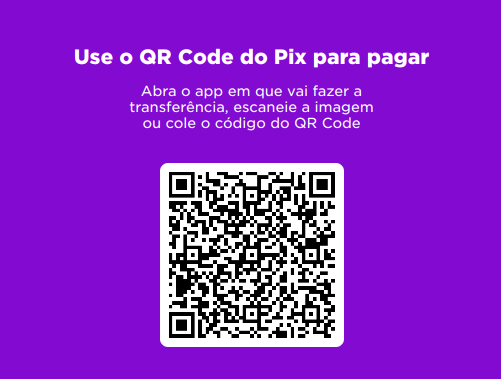 Use o QR Code do Pix para pagar
Abra o app em que vai fazer a
transferência, escaneie a imagem
ou cole o código do QR Code